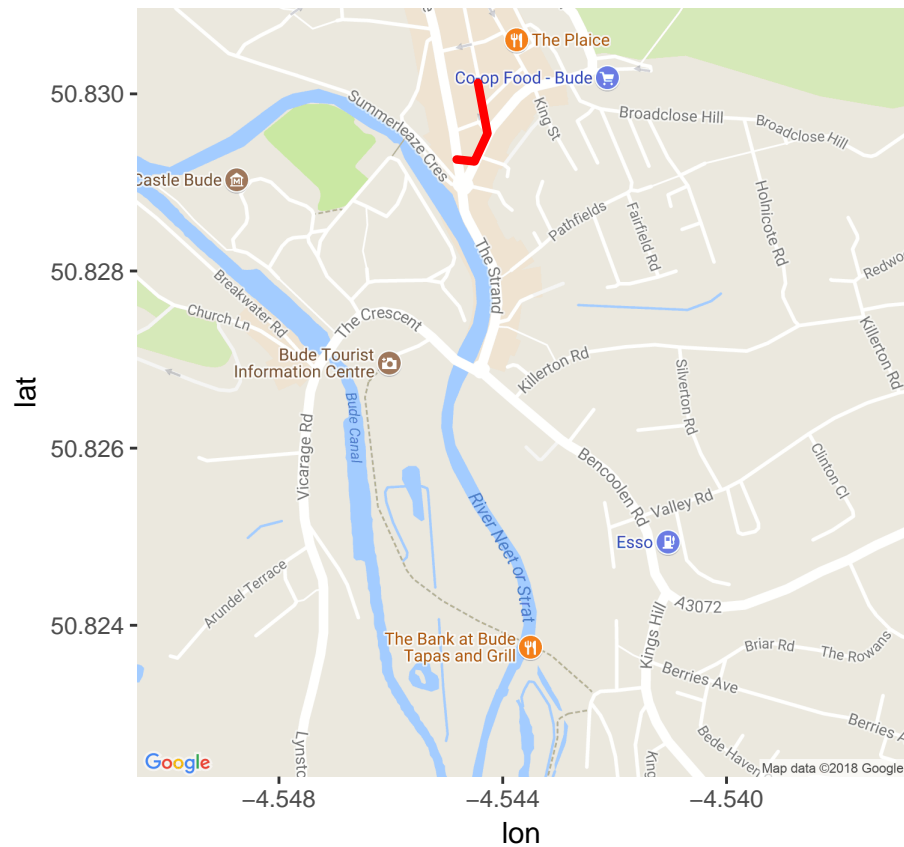 The Plaice
Co-op Food - Bude
50.830
Summerleaze Cres
King St
Broadclose Hill
Broadclose Hill
Castle Bude
Holnicote Rd
Pathfields
Fairfield Rd
50.828
The Strand
Redwo
Breakwater Rd
Church Ln
The Crescent
Killerton Rd
Bude Tourist
Information Centre
Killerton Rd
Silverton Rd
lat
Bude Canal
50.826
Vicarage Rd
Bencoolen Rd
Clinton Cl
River Neet or Strat
Valley Rd
Esso
Arundel Terrace
A3072
50.824
The Bank at Bude
Tapas and Grill
Kings Hill
Briar Rd
The Rowans
Berries Ave
Berries A
Bede Haven
Lynsto
King
Google
Map data ©2018 Google
−4.548
−4.544
−4.540
lon